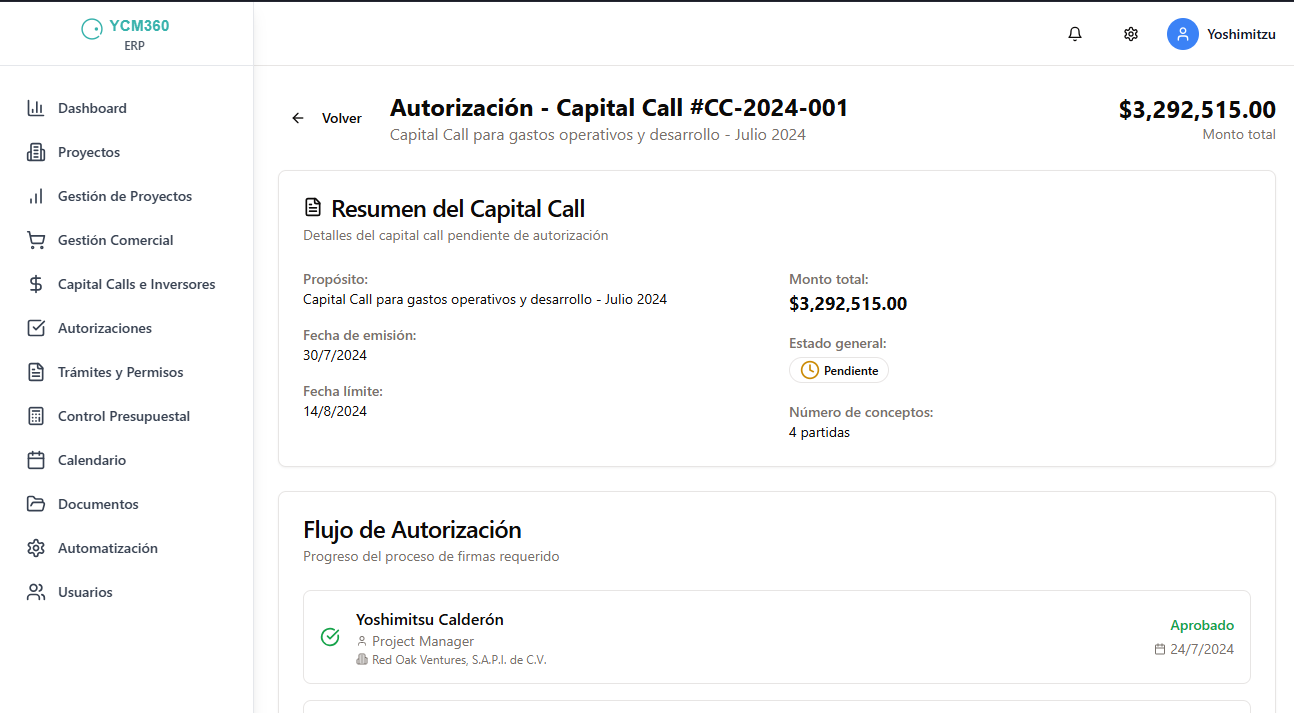 YCM360
ERP
Dashboard
Proyectos
Gestión de Proyectos
Gestión Comercial
Capital Calls e Inversores
Autorizaciones
Trámites y Permisos
Control Presupuestal
Calendario
Documentos
Automatización
Usuarios
Yoshimitzu
Volver
Autorización - Capital Call #CC-2024-001
Capital Call para gastos operativos y desarrollo - Julio 2024
$3,292,515.00
Monto total
Resumen del Capital Call
Detalles del capital call pendiente de autorización
Propósito:
Capital Call para gastos operativos y desarrollo - Julio 2024
Fecha de emisión:
30/7/2024
Fecha límite:
14/8/2024
Monto total:
$3,292,515.00
Estado general:
Pendiente
Número de conceptos:
4 partidas
Flujo de Autorización
Progreso del proceso de firmas requerido
Yoshimitsu Calderón
Project Manager
Red Oak Ventures, S.A.P.I. de C.V.
Aprobado
24/7/2024